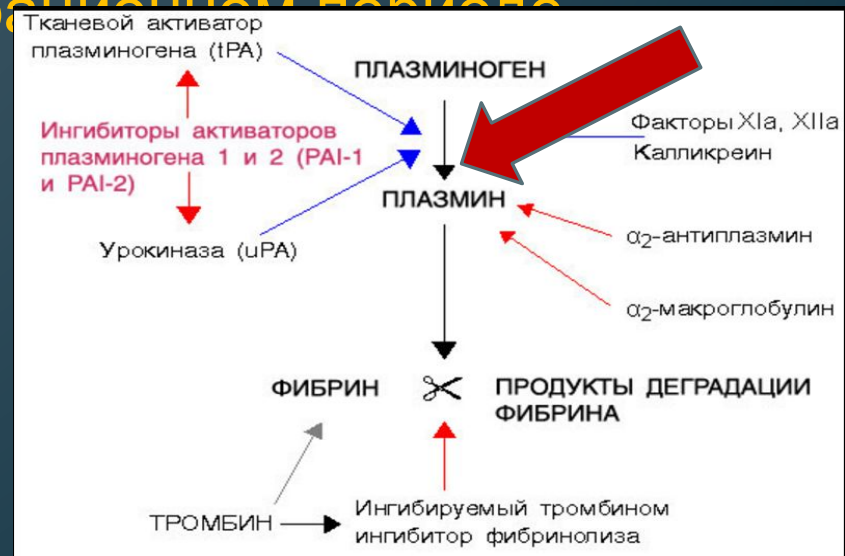 Тканевой активатор
плазминогена (tPA)
ПЛАЗМИНОГЕН
Ингибиторы активаторов
плазминогена 1 и 2 (PAI-1
и PAI-2)
Факторы XIa, XIIa
Калликреин
ПЛАЗМИН
Урокиназа (uPA)
α2-антиплазмин
α2-макроглобулин
ФИБРИН
ПРОДУКТЫ ДЕГРАДАЦИИ
ФИБРИНА
ТРОМБИН
Ингибируемый тромбином
ингибитор фибринолиза